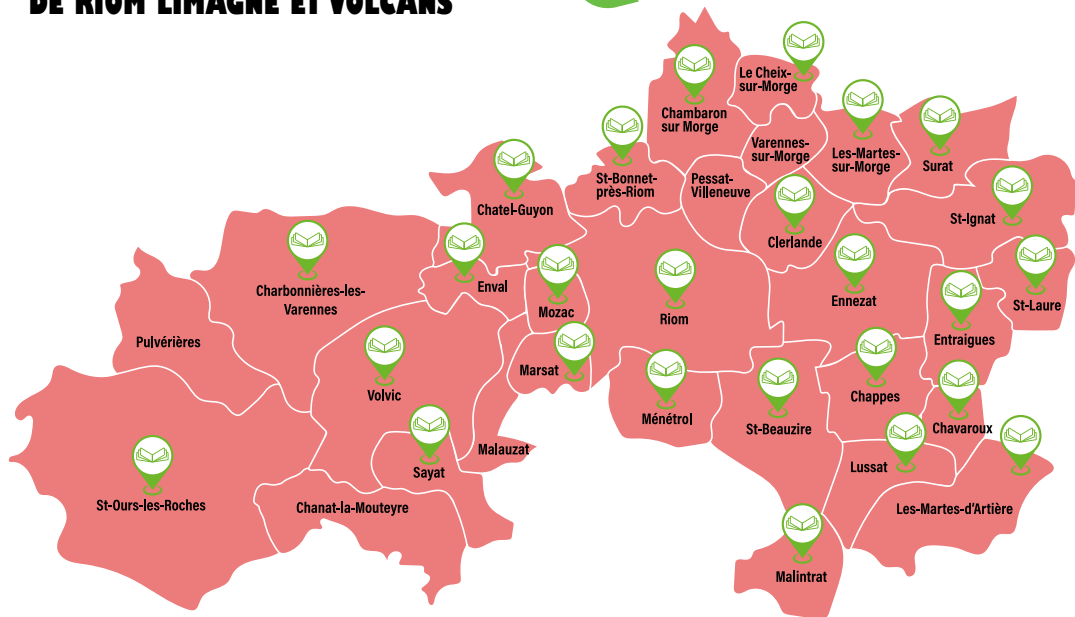 DE RIOM LIMAGNE ET VOLCANS
Le Cheix-
sur-Morge
Chambaron
sur Morge
Varennes-
sur-Morge
Les-Martes-
sur-Morge
Surat
St-Bonnet-
près-Riom
Pessat-
Villeneuve
Chatel-Guyon
St-Ignat
Clerlande
Charbonnières-les-
Varennes
Enval
Mozac
Riom
Ennezat
St-Laure
Entraigues
Pulvérières
Marsat
Volvic
Chappes
Ménétrol
St-Beauzire
Chavaroux
Malauzat
Sayat
Lussat
St-Ours-les-Roches
Chanat-la-Mouteyre
Les-Martes-d'Artière
Malintrat